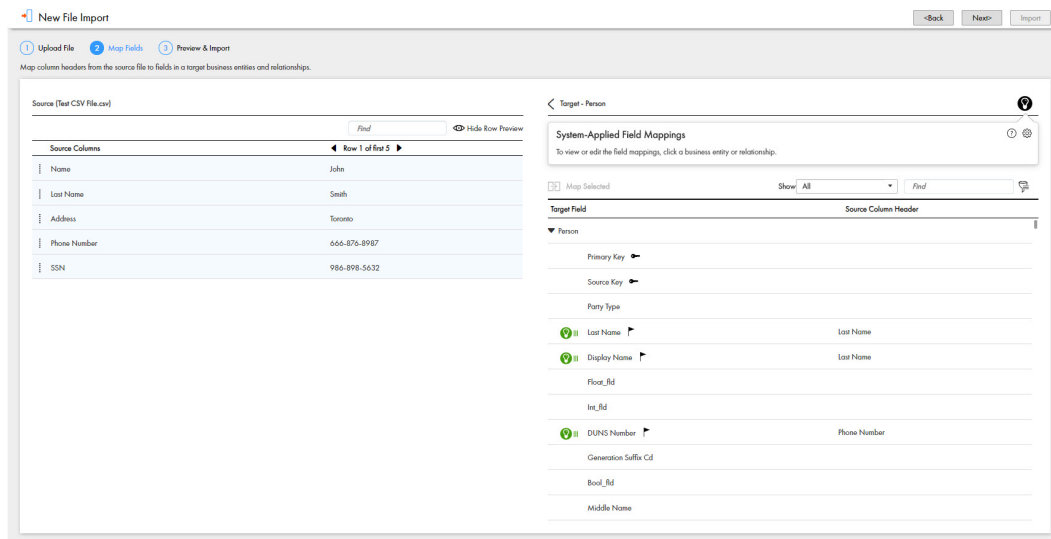 New File Import
<Back
Next>
Import
1 Upload File 2 Map Fields 3 Preview & Import
Map column headers from the source file to fields in a target business entities and relationships.
Source (Test CSV File.csv)
Find
Hide Row Preview
Source Columns Row 1 of first 5
Name John
Last Name Smith
Address Toronto
Phone Number 666-876-8987
SSN 986-898-5632
Target - Person
System-Applied Field Mappings
To view or edit the field mappings, click a business entity or relationship.
Map Selected Show All Find
Target Field Source Column Header
Person
Primary Key
Source Key
Party Type
Last Name Last Name
Display Name Last Name
Float_fld
Int_fld
DUNS Number Phone Number
Generation Suffix Cd
Bool_fld
Middle Name